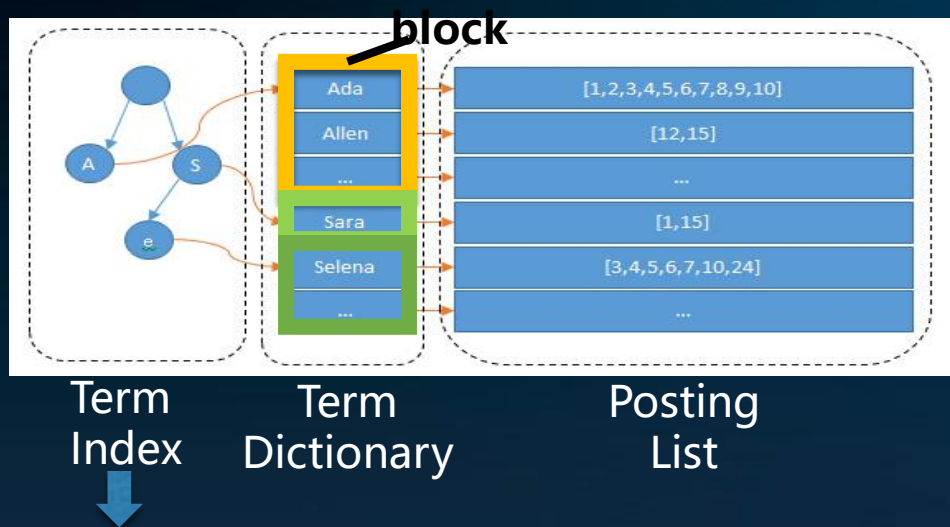 block
Ada
[1,2,3,4,5,6,7,8,9,10]
Allen
[12,15]
A
S
...
...
Sara
[1,15]
e
Selena
[3,4,5,6,7,10,24]
...
...
Term
Index
Term
Dictionary
Posting
List